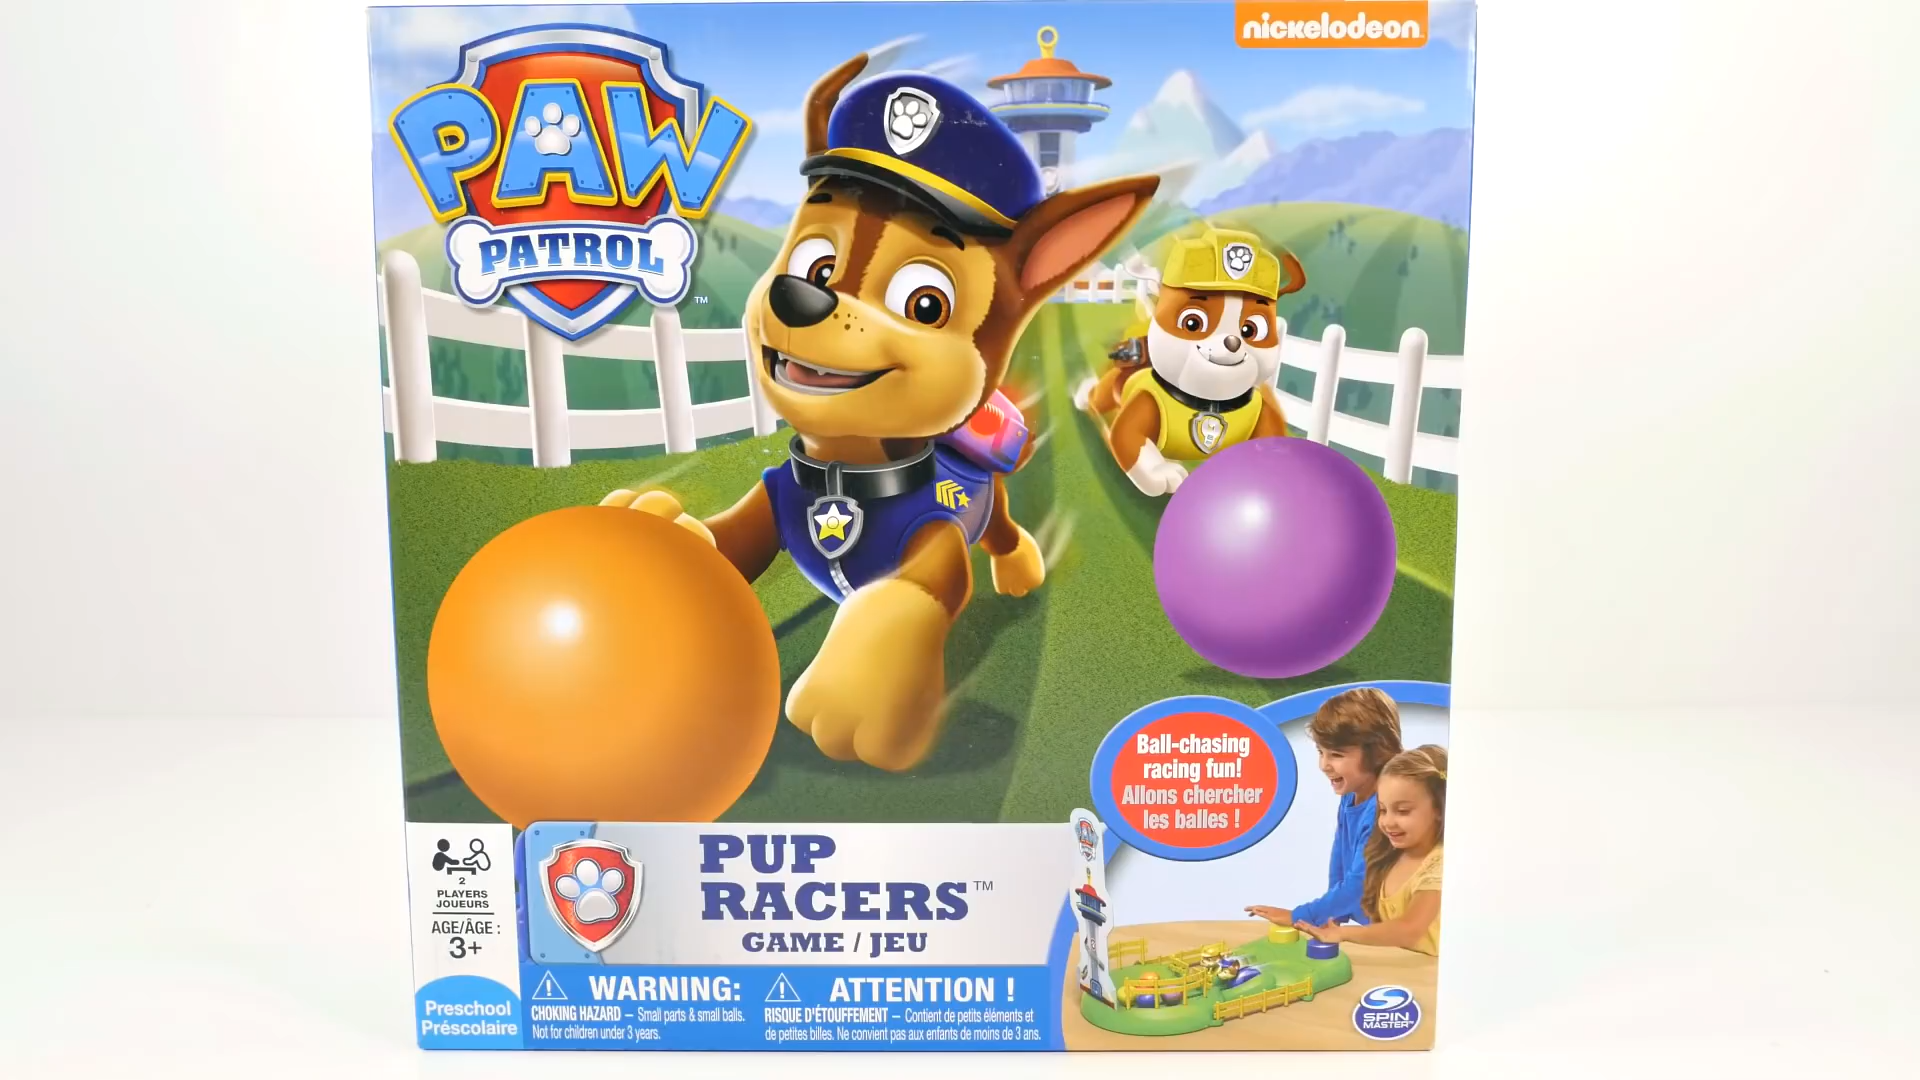 nickelodeon
PAW
PATROL
TM
Ball-chasing
racing fun!
Allons chercher
les balles !
2
PLAYERS
JOUEURS
AGE/ÂGE :
3+
Preschool
Préscolaire
PUP
RACERS™
GAME / JEU
WARNING:
CHOKING HAZARD – Small parts & small balls.
Not for children under 3 years.
ATTENTION !
RISQUE D'ÉTOUFFEMENT – Contient de petits éléments et
de petites billes. Ne convient pas aux enfants de moins de 3 ans.
SPIN
MASTER™